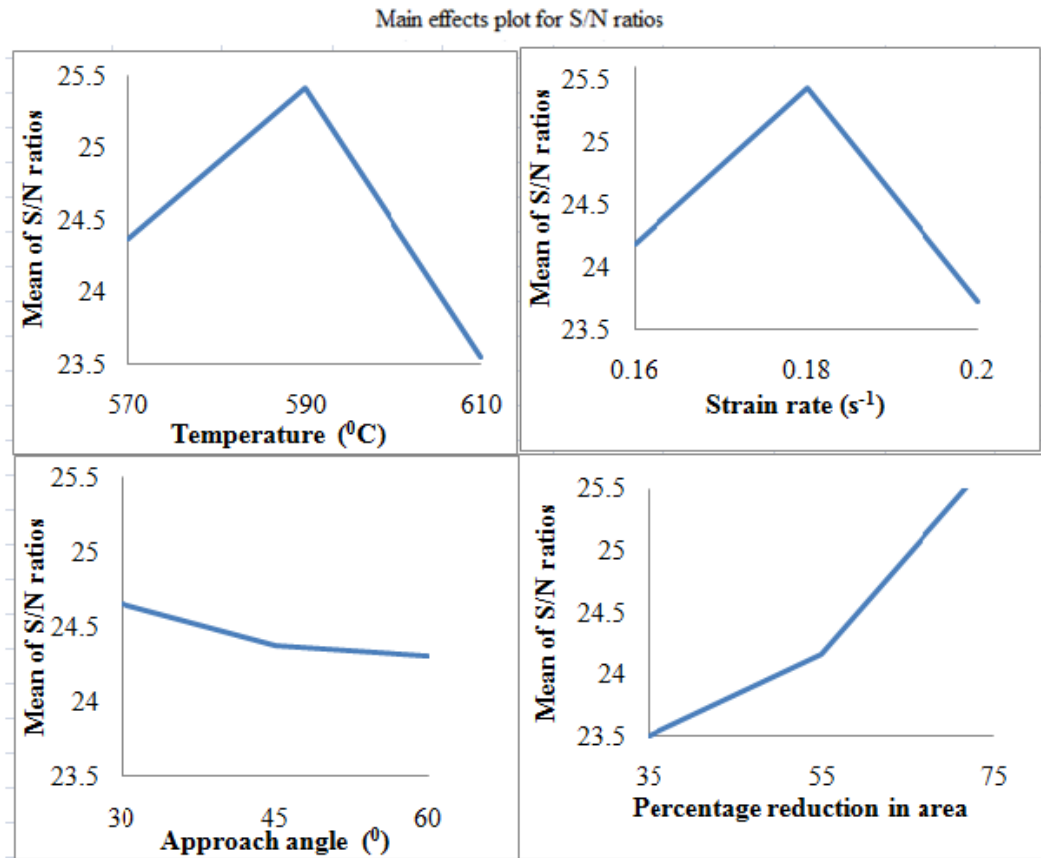 Main effects plot for S/N ratios
Mean of S/N ratios
25.5
25
24.5
24
23.5
570 590 610
Temperature (⁰C)
Mean of S/N ratios
25.5
25
24.5
24
23.5
0.16 0.18 0.2
Strain rate (s⁻¹)
Mean of S/N ratios
25.5
25
24.5
24
23.5
30 45 60
Approach angle (⁰)
Mean of S/N ratios
25.5
25
24.5
24
23.5
35 55 75
Percentage reduction in area